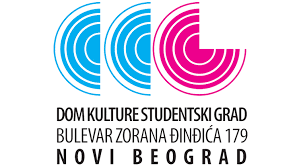 DOM KULTURE STUDENTSKI GRAD
BULEVAR ZORANA ĐINĐIĆA 179
NOVI BEOGRAD